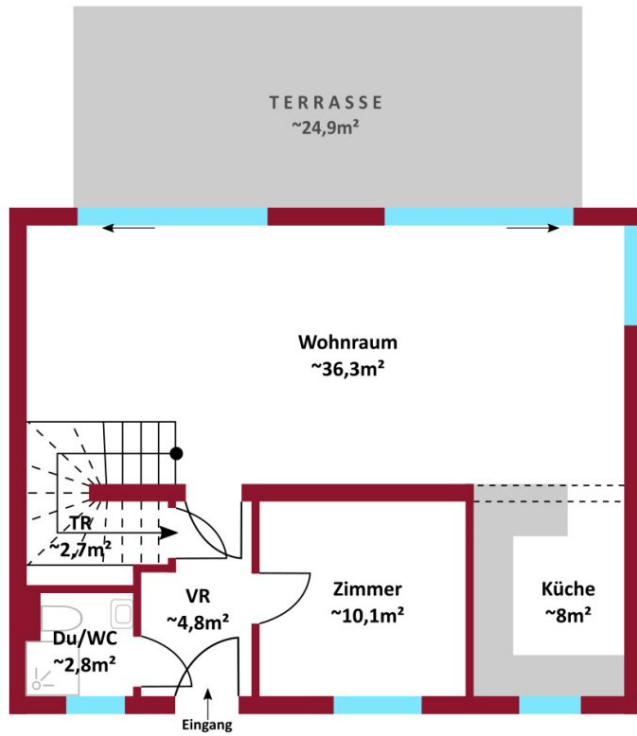 TERRASSE
~24,9m²
Wohnraum
~36,3m²
TR
~2,7m²
VR
~4,8m²
Zimmer
~10,1m²
Küche
~8m²
Du/WC
~2,8m²
Eingang